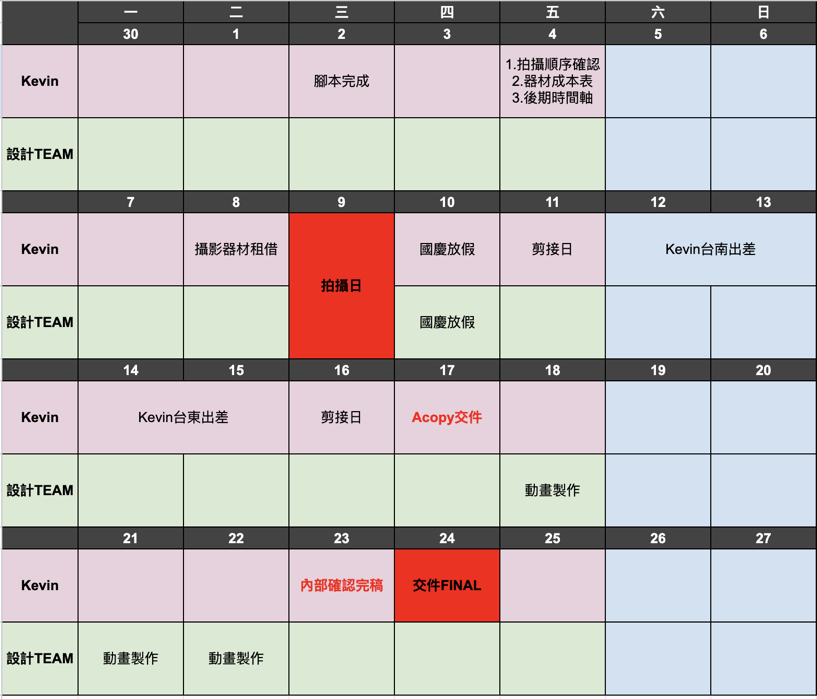 一 二 三 四 五 六 日
30 1 2 3 4 5 6
Kevin 腳本完成 1.拍攝順序確認
2.器材成本表
3.後期時間軸
設計TEAM
7 8 9 10 11 12 13
Kevin 攝影器材租借 拍攝日 國慶放假 剪接日 Kevin台南出差
設計TEAM 國慶放假
14 15 16 17 18 19 20
Kevin Kevin台東出差 剪接日 Acopy交件
設計TEAM 動畫製作
21 22 23 24 25 26 27
Kevin 內部確認完稿 交件FINAL
設計TEAM 動畫製作 動畫製作